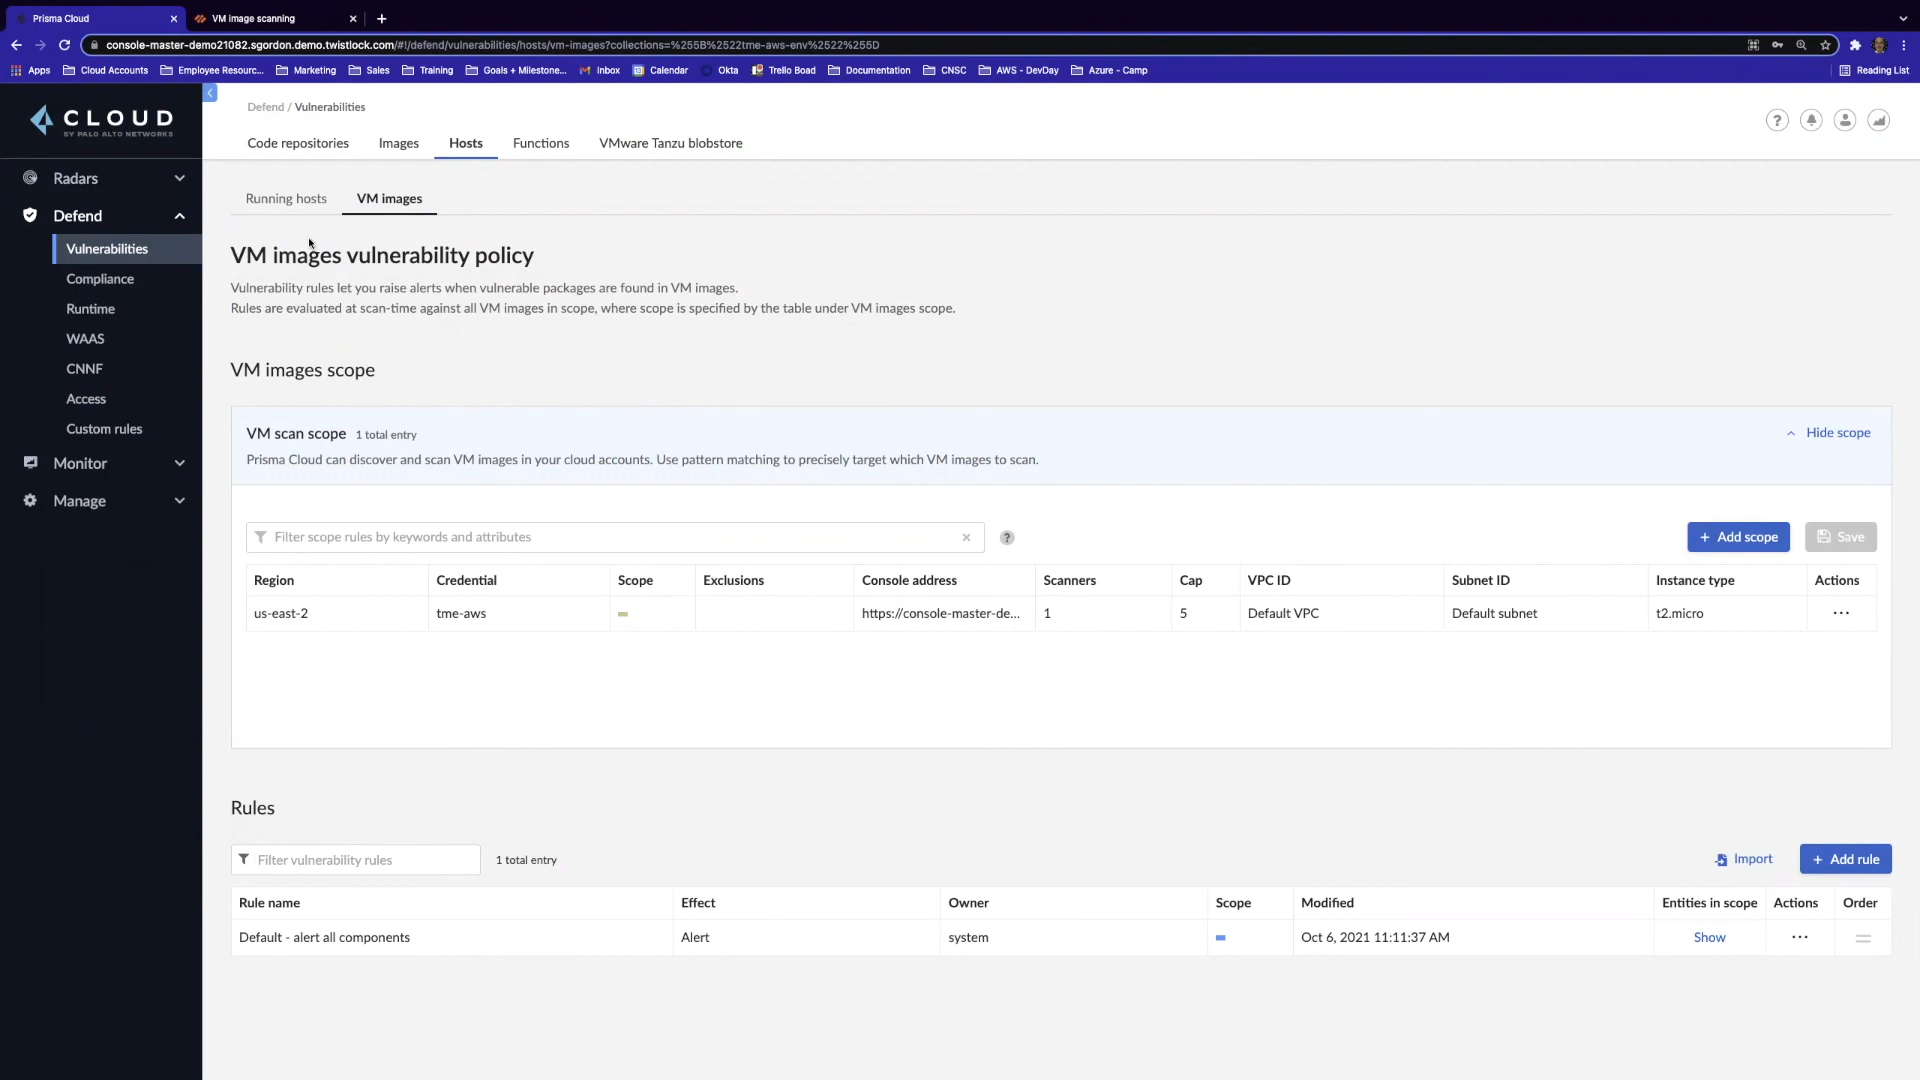 Prisma Cloud
VM image scanning
console-master-demo21082.sgordon.demo.twistlock.com/#!/defend/vulnerabilities/hosts/vm-images?collections=%255B%2522tme-aws-env%2522%255D
Apps Cloud Accounts Employee Resourc... Marketing Sales Training Goals + Milestone... Inbox Calendar Okta Trello Boad Documentation CNSC AWS - DevDay Azure - Camp Reading List
CLOUD
BY PALO ALTO NETWORKS
Radars
Defend
Vulnerabilities
Compliance
Runtime
WAAS
CNNF
Access
Custom rules
Monitor
Manage
Defend / Vulnerabilities
Code repositories Images Hosts Functions VMware Tanzu blobstore
Running hosts VM images
VM images vulnerability policy
Vulnerability rules let you raise alerts when vulnerable packages are found in VM images.
Rules are evaluated at scan-time against all VM images in scope, where scope is specified by the table under VM images scope.
VM images scope
VM scan scope 1 total entry
Hide scope
Prisma Cloud can discover and scan VM images in your cloud accounts. Use pattern matching to precisely target which VM images to scan.
Filter scope rules by keywords and attributes ? + Add scope Save
Region Credential Scope Exclusions Console address Scanners Cap VPC ID Subnet ID Instance type Actions
us-east-2 tme-aws https://console-master-de... 1 5 Default VPC Default subnet t2.micro ...
Rules
Filter vulnerability rules 1 total entry Import + Add rule
Rule name Effect Owner Scope Modified Entities in scope Actions Order
Default - alert all components Alert system Oct 6, 2021 11:11:37 AM Show ...